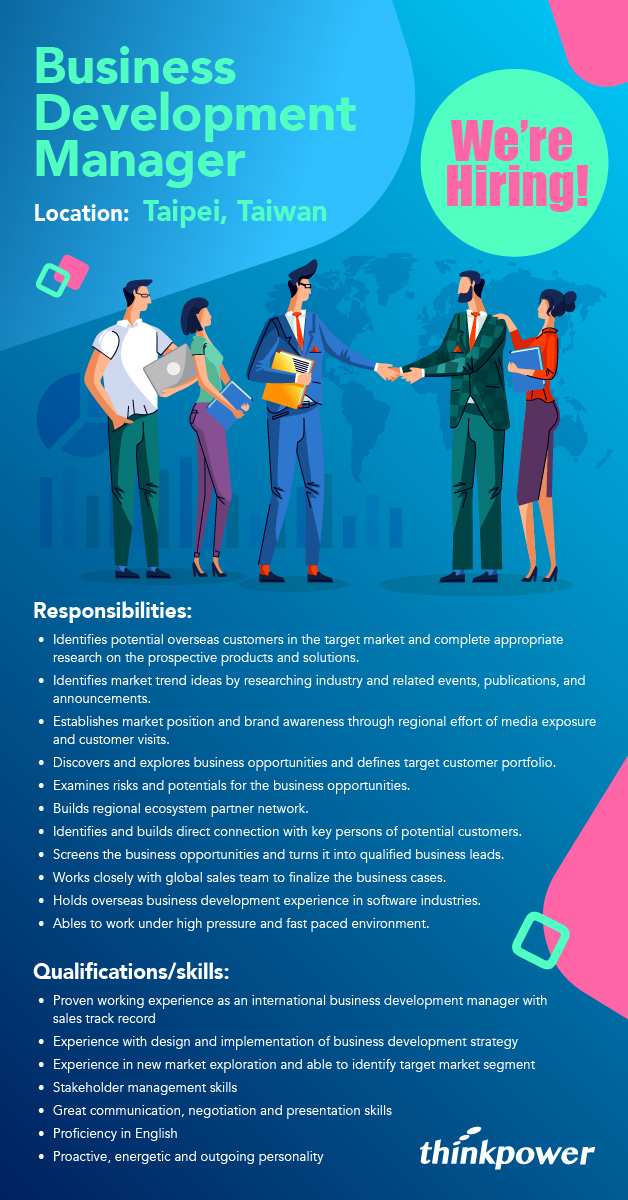 Business
Development
Manager
Location: Taipei, Taiwan
We're
Hiring!
Responsibilities:
• Identifies potential overseas customers in the target market and complete appropriate
research on the prospective products and solutions.
• Identifies market trend ideas by researching industry and related events, publications, and
announcements.
• Establishes market position and brand awareness through regional effort of media exposure
and customer visits.
• Discovers and explores business opportunities and defines target customer portfolio.
• Examines risks and potentials for the business opportunities.
• Builds regional ecosystem partner network.
• Identifies and builds direct connection with key persons of potential customers.
• Screens the business opportunities and turns it into qualified business leads.
• Works closely with global sales team to finalize the business cases.
• Holds overseas business development experience in software industries.
• Ables to work under high pressure and fast paced environment.
Qualifications/skills:
• Proven working experience as an international business development manager with
sales track record
• Experience with design and implementation of business development strategy
• Experience in new market exploration and able to identify target market segment
• Stakeholder management skills
• Great communication, negotiation and presentation skills
• Proficiency in English
• Proactive, energetic and outgoing personality
thinkpower